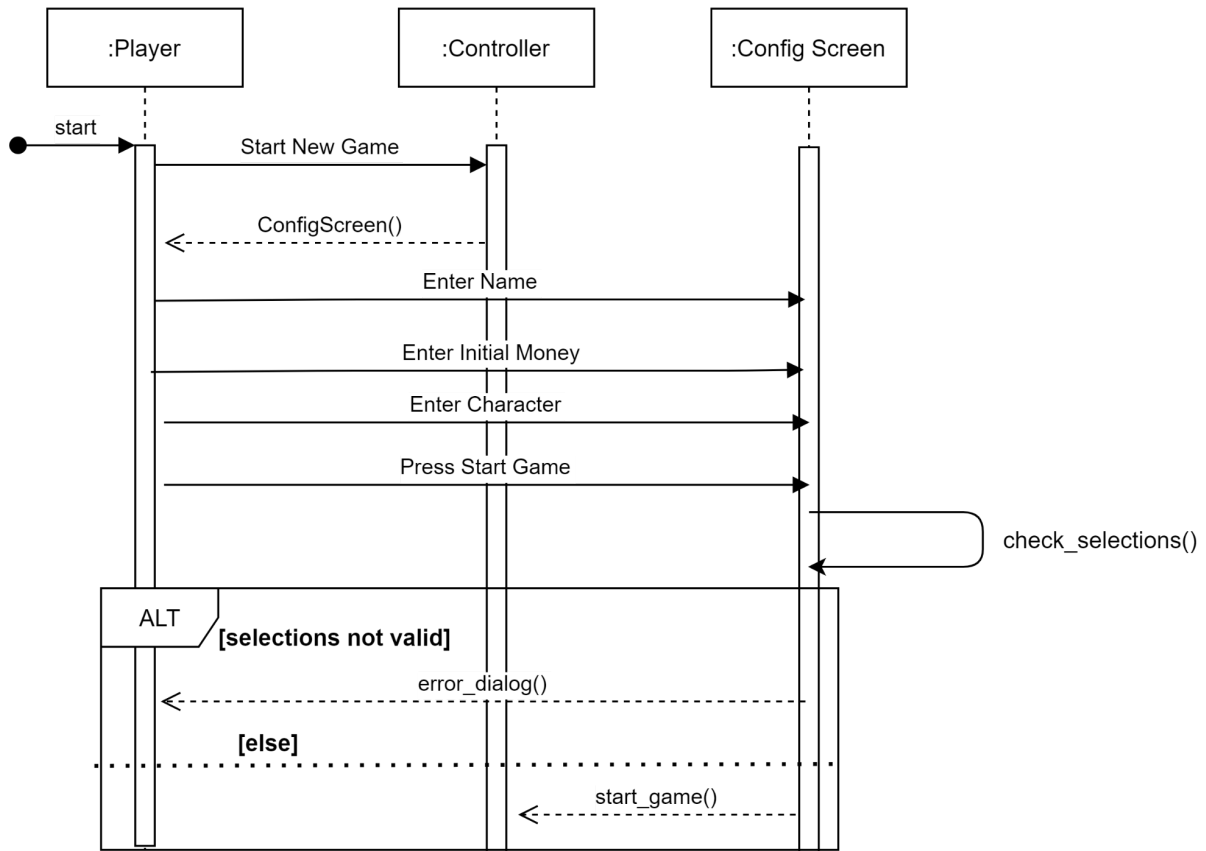 :Player
:Controller
:Config Screen
start
Start New Game
ConfigScreen()
Enter Name
Enter Initial Money
Enter Character
Press Start Game
check_selections()
ALT
[selections not valid]
error_dialog()
[else]
start_game()